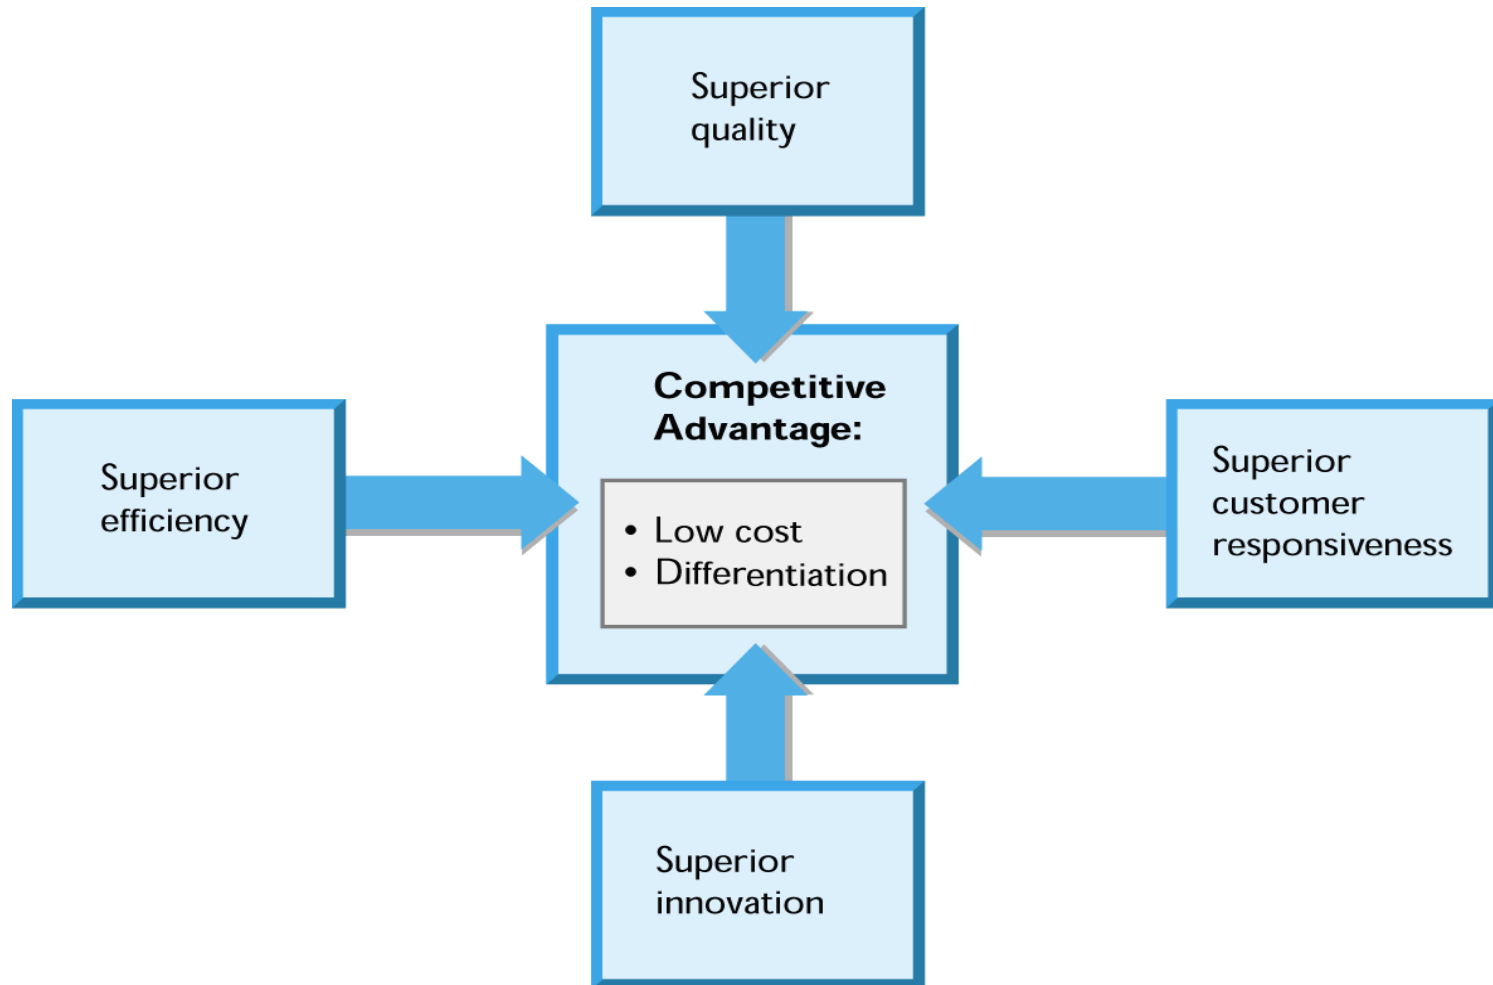 Superior
quality
Competitive
Advantage:
• Low cost
• Differentiation
Superior
efficiency
Superior
customer
responsiveness
Superior
innovation